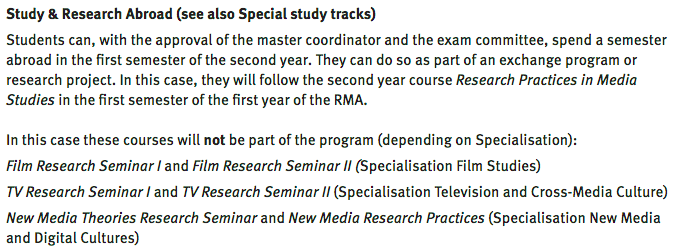 Study & Research Abroad (see also Special study tracks)
Students can, with the approval of the master coordinator and the exam committee, spend a semester
abroad in the first semester of the second year. They can do so as part of an exchange program or
research project. In this case, they will follow the second year course Research Practices in Media
Studies in the first semester of the first year of the RMA.
In this case these courses will not be part of the program (depending on Specialisation):
Film Research Seminar I and Film Research Seminar II (Specialisation Film Studies)
TV Research Seminar I and TV Research Seminar II (Specialisation Television and Cross-Media Culture)
New Media Theories Research Seminar and New Media Research Practices (Specialisation New Media
and Digital Cultures)